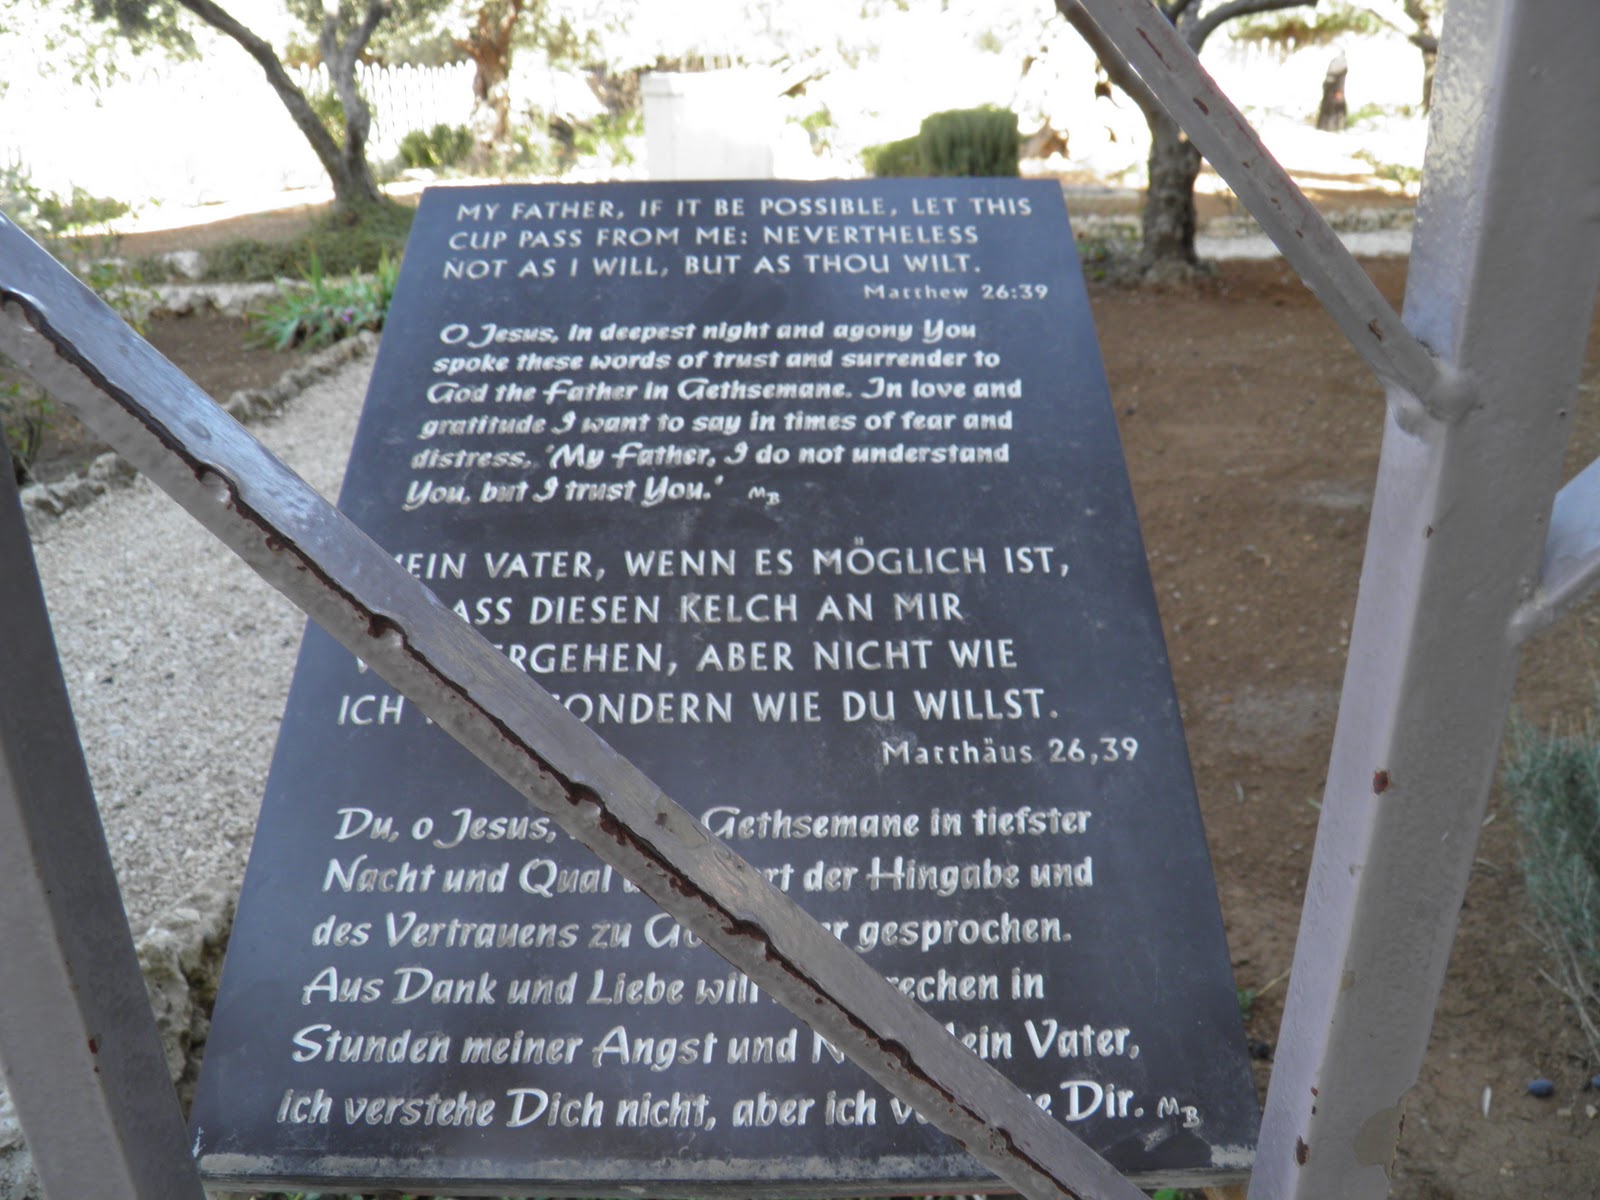 MY FATHER, IF IT BE POSSIBLE, LET THIS
CUP PASS FROM ME: NEVERTHELESS
NOT AS I WILL, BUT AS THOU WILT.
Matthew 26:39
O Jesus, in deepest night and agony You
spoke these words of trust and surrender to
God the Father in Gethsemane. In love and
gratitude I want to say in times of fear and
distress, 'My Father, I do not understand
You, but I trust You.' MB
VATER, WENN ES MÖGLICH IST,
DIESEN KELCH AN MIR
ABER NICHT WIE
ICH WIE DU WILLST.
Matthäus 26,39
Du, o Jesus, Gethsemane in tiefster
Nacht und Qual der Hingabe und
des Vertrauens zu gesprochen.
Aus Dank und Liebe will in
Stunden meiner Angst und Vater,
ich verstehe Dich nicht, aber ich Dir. MB